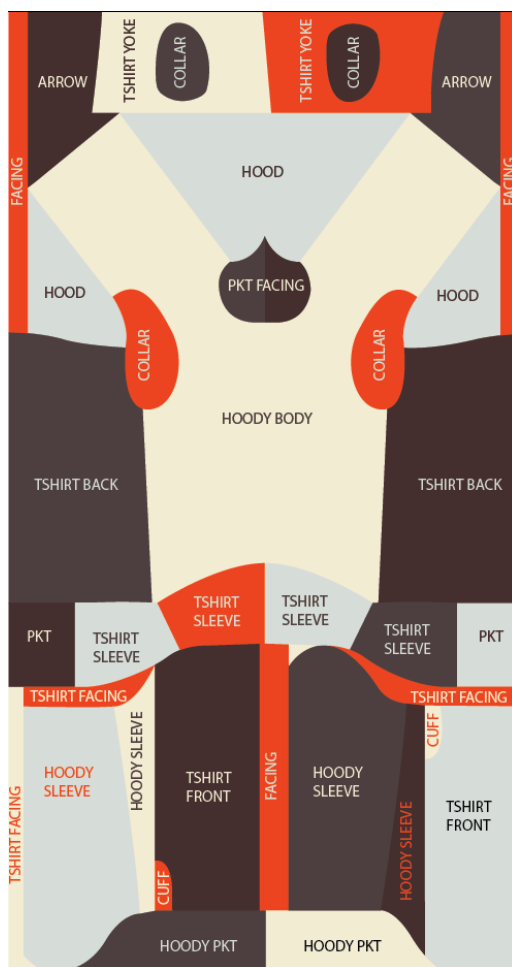 ARROW
TSHIRT YOKE
COLLAR
TSHIRT YOKE
COLLAR
ARROW
FACING
HOOD
FACING
HOOD
PKT FACING
HOOD
COLLAR
COLLAR
HOODY BODY
TSHIRT BACK
TSHIRT BACK
TSHIRT
SLEEVE
TSHIRT
SLEEVE
PKT
TSHIRT
SLEEVE
TSHIRT
SLEEVE
PKT
TSHIRT FACING
TSHIRT FACING
TSHIRT FACING
HOODY
SLEEVE
HOODY SLEEVE
TSHIRT
FRONT
FACING
HOODY
SLEEVE
HOODY SLEEVE
CUFF
TSHIRT
FRONT
CUFF
HOODY PKT
HOODY PKT